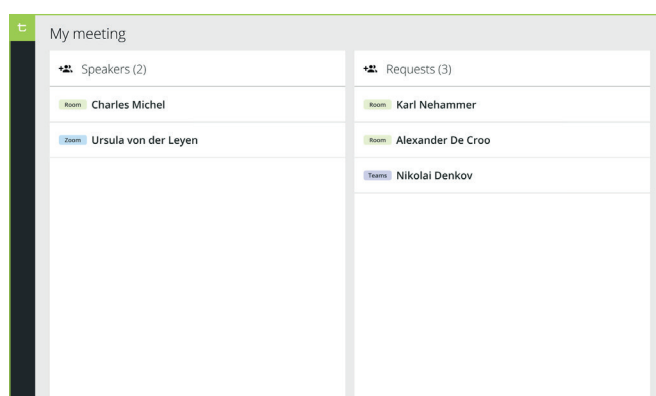 My meeting
Speakers (2)
Room Charles Michel
Zoom Ursula von der Leyen
Requests (3)
Room Karl Nehammer
Room Alexander De Croo
Teams Nikolai Denkov